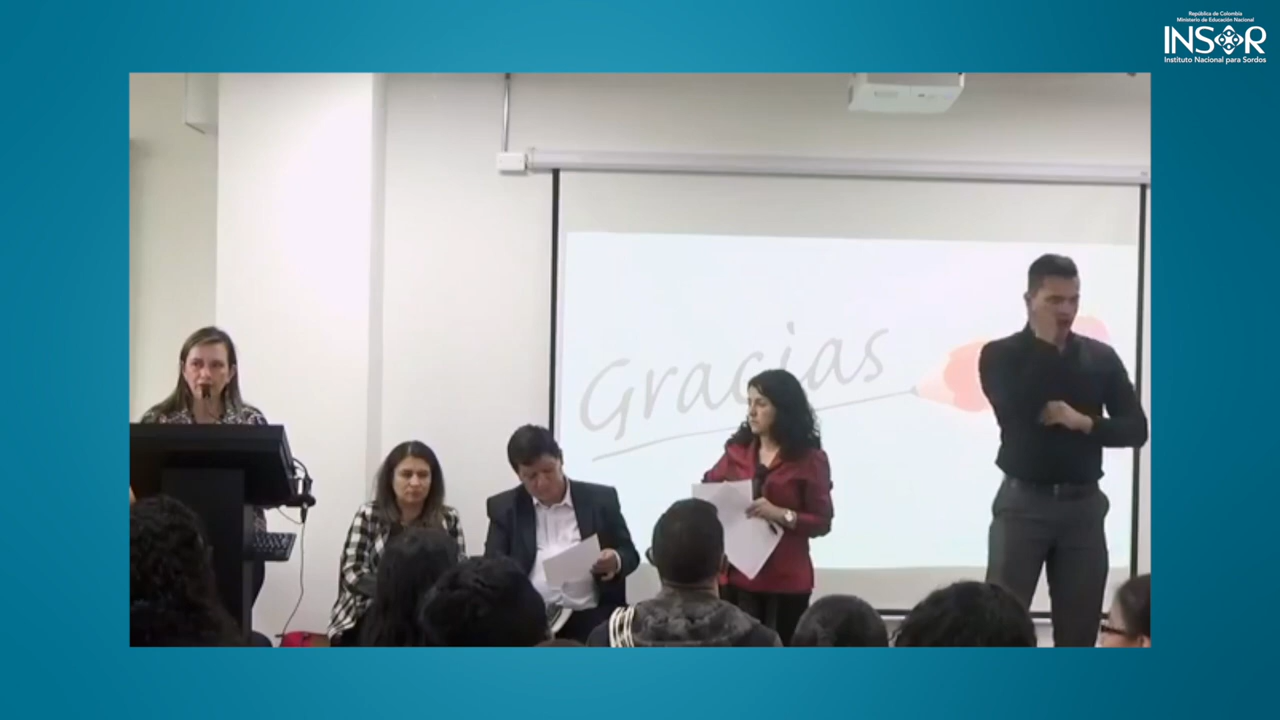 República de Colombia
Ministerio de Educación Nacional
INSOR
Instituto Nacional para Sordos
Gracias